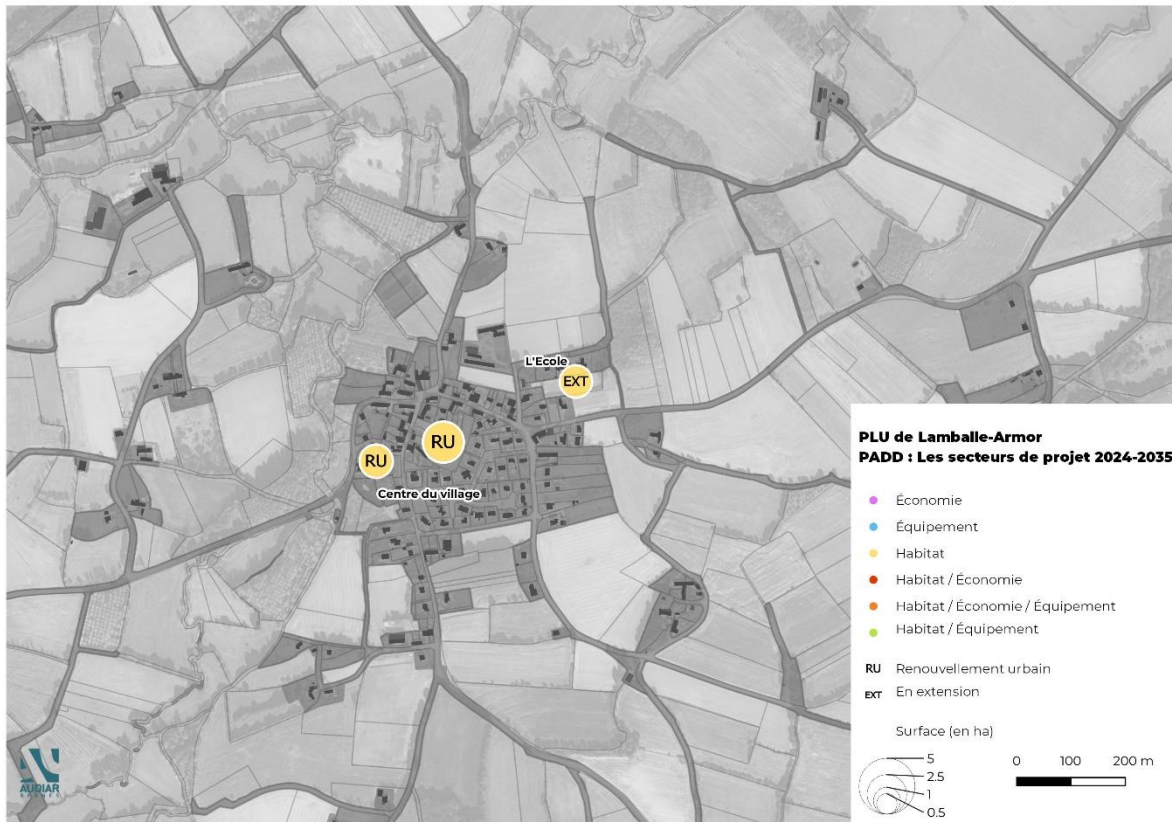 L'Ecole
EXT
RU
RU
Centre du village
PLU de Lamballe-Armor
PADD : Les secteurs de projet 2024-2035
Économie
Équipement
Habitat
Habitat / Économie
Habitat / Économie / Équipement
Habitat / Équipement
RU Renouvellement urbain
EXT En extension
Surface (en ha)
5
2.5
1
0.5
0 100 200 m
AUDIAR
RENNES